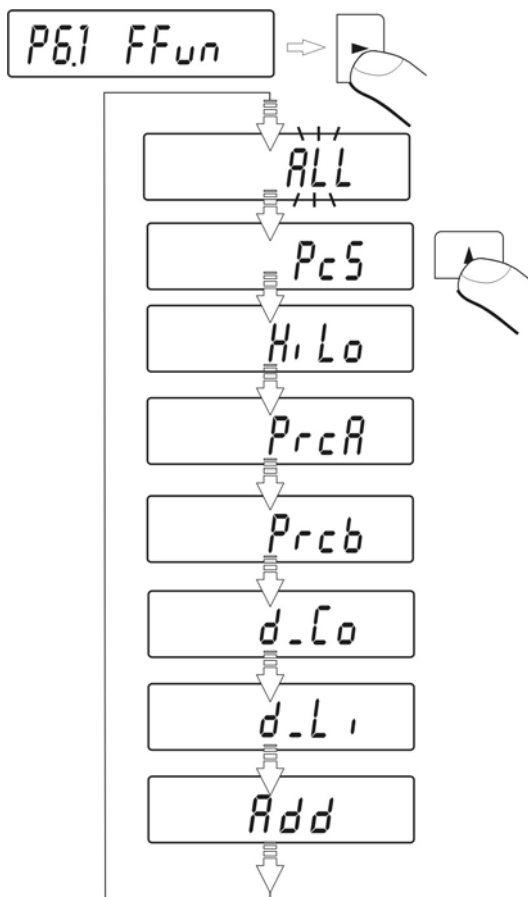 P6.1 FFun
ALL
PcS
HiLo
PrcA
Prcb
d_Co
d_Li
Add